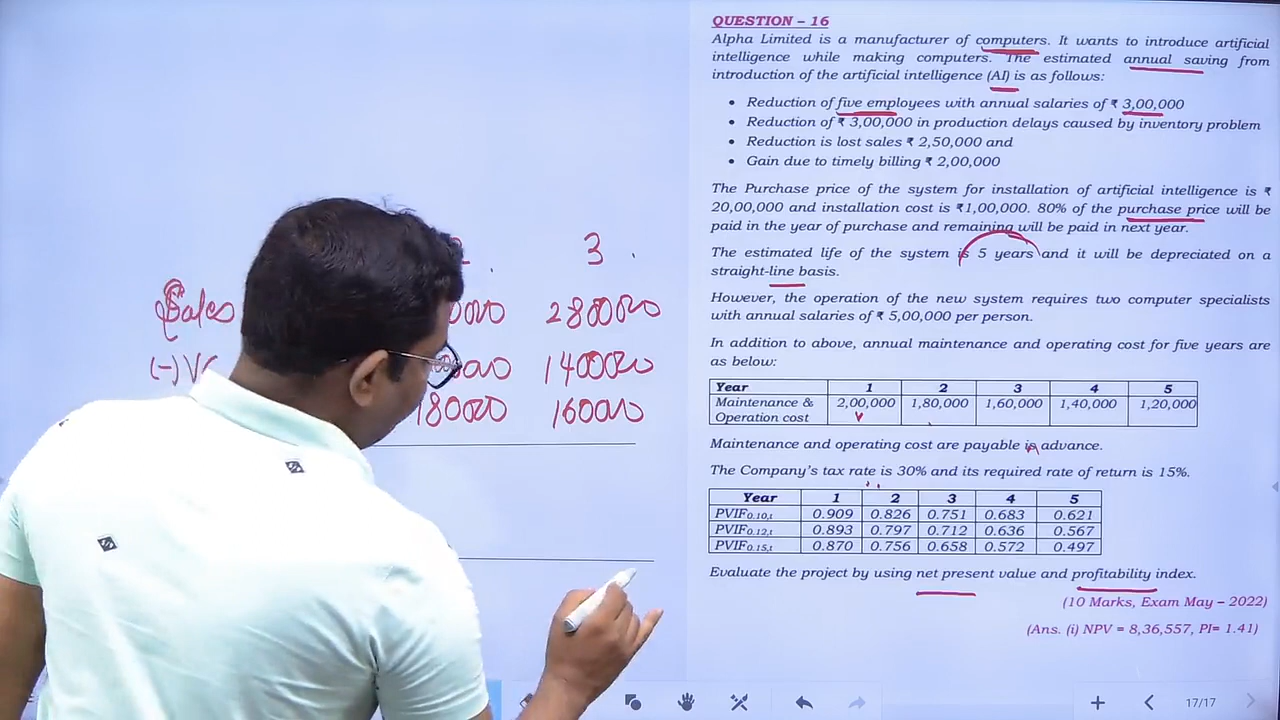 QUESTION – 16
Alpha Limited is a manufacturer of computers. It wants to introduce artificial
intelligence while making computers. The estimated annual saving from
introduction of the artificial intelligence (AI) is as follows:
• Reduction of five employees with annual salaries of ₹ 3,00,000
• Reduction of ₹ 3,00,000 in production delays caused by inventory problem
• Reduction is lost sales ₹ 2,50,000 and
• Gain due to timely billing ₹ 2,00,000
The Purchase price of the system for installation of artificial intelligence is ₹
20,00,000 and installation cost is ₹1,00,000. 80% of the purchase price will be
paid in the year of purchase and remaining will be paid in next year.
The estimated life of the system is 5 years and it will be depreciated on a
straight-line basis.
However, the operation of the new system requires two computer specialists
with annual salaries of ₹ 5,00,000 per person.
In addition to above, annual maintenance and operating cost for five years are
as below:
Year 1 2 3 4 5
Maintenance & 2,00,000 1,80,000 1,60,000 1,40,000 1,20,000
Operation cost
Maintenance and operating cost are payable in advance.
The Company's tax rate is 30% and its required rate of return is 15%.
Year 1 2 3 4 5
PVIF0.10,t 0.909 0.826 0.751 0.683 0.621
PVIF0.12,t 0.893 0.797 0.712 0.636 0.567
PVIF0.15,t 0.870 0.756 0.658 0.572 0.497
Evaluate the project by using net present value and profitability index.
(10 Marks, Exam May – 2022)
(Ans. (i) NPV = 8,36,557, PI= 1.41)
3
Sales 2800000
(-) 1400000
180000 160000
17/17